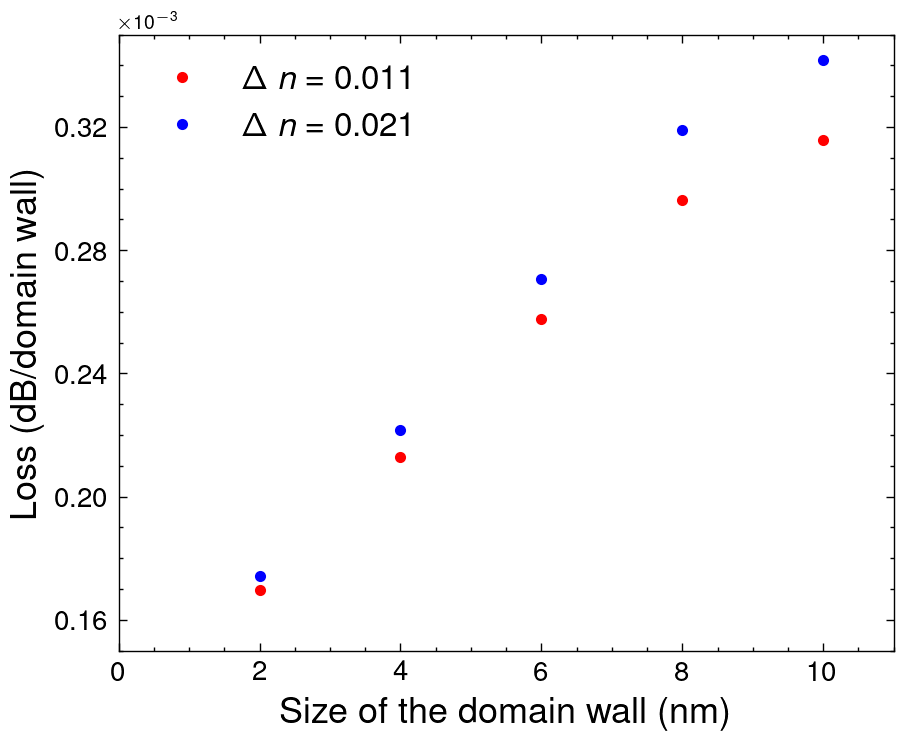 ×10⁻³
Δ n = 0.011
Δ n = 0.021
0.32
0.28
0.24
0.20
0.16
Loss (dB/domain wall)
0 2 4 6 8 10
Size of the domain wall (nm)